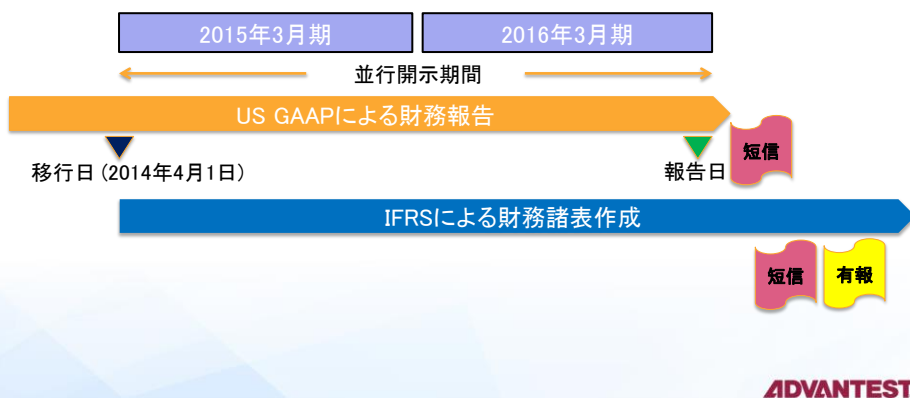 2015年3月期
2016年3月期
並行開示期間
US GAAPによる財務報告
短信
移行日（2014年4月1日）
報告日
IFRSによる財務諸表作成
短信
有報
ADVANTEST